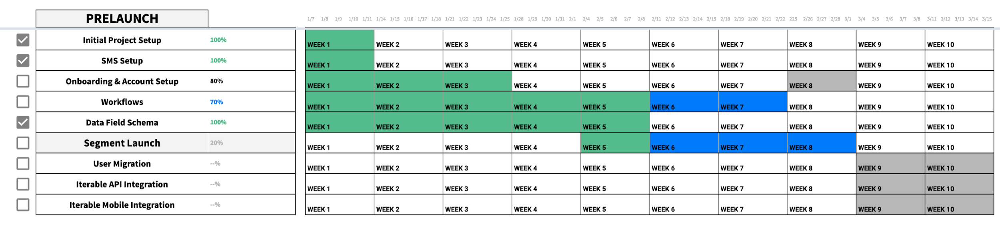 PRELAUNCH
1/7 1/8 1/9 1/10 1/11 1/14 1/15 1/16 1/17 1/18 1/21 1/22 1/23 1/24 1/25 1/28 1/29 1/30 1/31 2/1 2/4 2/5 2/6 2/7 2/8 2/11 2/12 2/13 2/14 2/15 2/18 2/19 2/20 2/21 2/22 225 2/26 2/27 2/28 3/1 3/4 3/5 3/6 3/7 3/8 3/11 3/12 3/13 3/14 3/15
Initial Project Setup 100% WEEK 1 WEEK 2 WEEK 3 WEEK 4 WEEK 5 WEEK 6 WEEK 7 WEEK 8 WEEK 9 WEEK 10
SMS Setup 100% WEEK 1 WEEK 2 WEEK 3 WEEK 4 WEEK 5 WEEK 6 WEEK 7 WEEK 8 WEEK 9 WEEK 10
Onboarding & Account Setup 80% WEEK 1 WEEK 2 WEEK 3 WEEK 4 WEEK 5 WEEK 6 WEEK 7 WEEK 8 WEEK 9 WEEK 10
Workflows 70% WEEK 1 WEEK 2 WEEK 3 WEEK 4 WEEK 5 WEEK 6 WEEK 7 WEEK 8 WEEK 9 WEEK 10
Data Field Schema 100% WEEK 1 WEEK 2 WEEK 3 WEEK 4 WEEK 5 WEEK 6 WEEK 7 WEEK 8 WEEK 9 WEEK 10
Segment Launch 20% WEEK 1 WEEK 2 WEEK 3 WEEK 4 WEEK 5 WEEK 6 WEEK 7 WEEK 8 WEEK 9 WEEK 10
User Migration --% WEEK 1 WEEK 2 WEEK 3 WEEK 4 WEEK 5 WEEK 6 WEEK 7 WEEK 8 WEEK 9 WEEK 10
Iterable API Integration --% WEEK 1 WEEK 2 WEEK 3 WEEK 4 WEEK 5 WEEK 6 WEEK 7 WEEK 8 WEEK 9 WEEK 10
Iterable Mobile Integration --% WEEK 1 WEEK 2 WEEK 3 WEEK 4 WEEK 5 WEEK 6 WEEK 7 WEEK 8 WEEK 9 WEEK 10